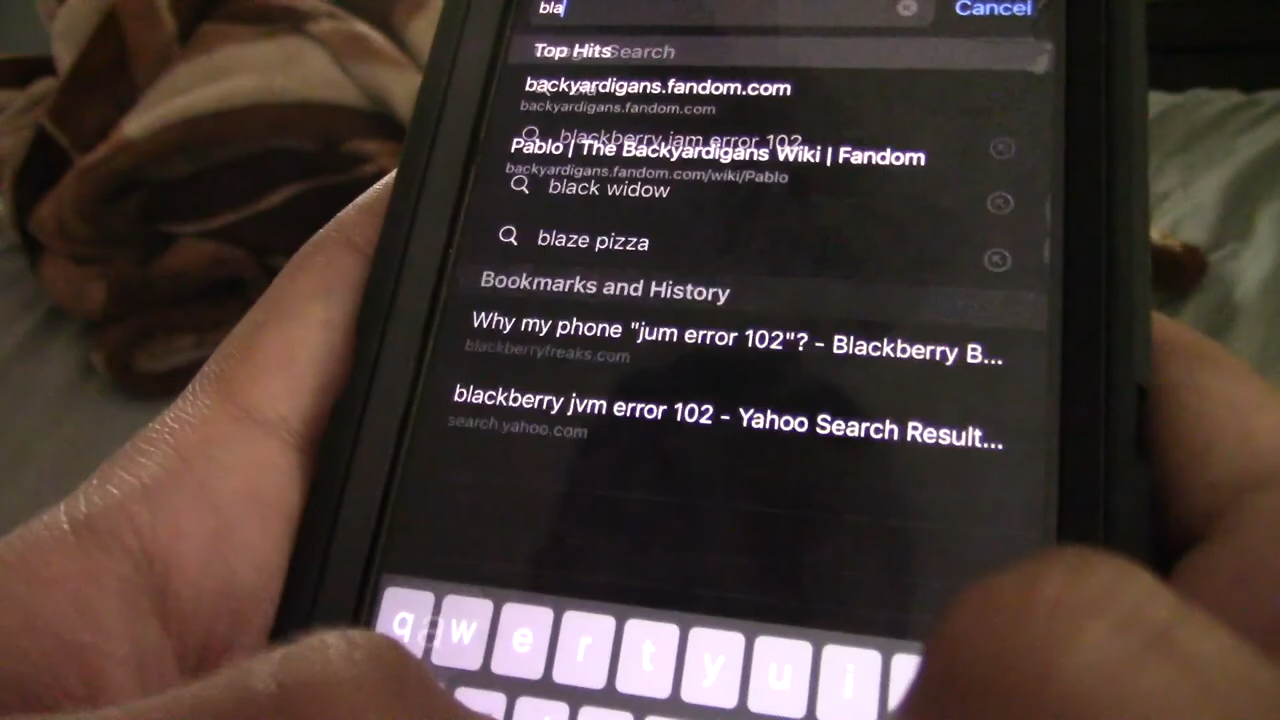 bla
Cancel
Top Hits
Search
backyardigans.fandom.com
backyardigans.fandom.com
blackberry jam error 102
Pablo | The Backyardigans Wiki | Fandom
backyardigans.fandom.com/wiki/Pablo
black widow
blaze pizza
Bookmarks and History
Why my phone "jum error 102"? - Blackberry B...
blackberryfreaks.com
blackberry jvm error 102 - Yahoo Search Result...
search.yahoo.com
q a w e r t y u i